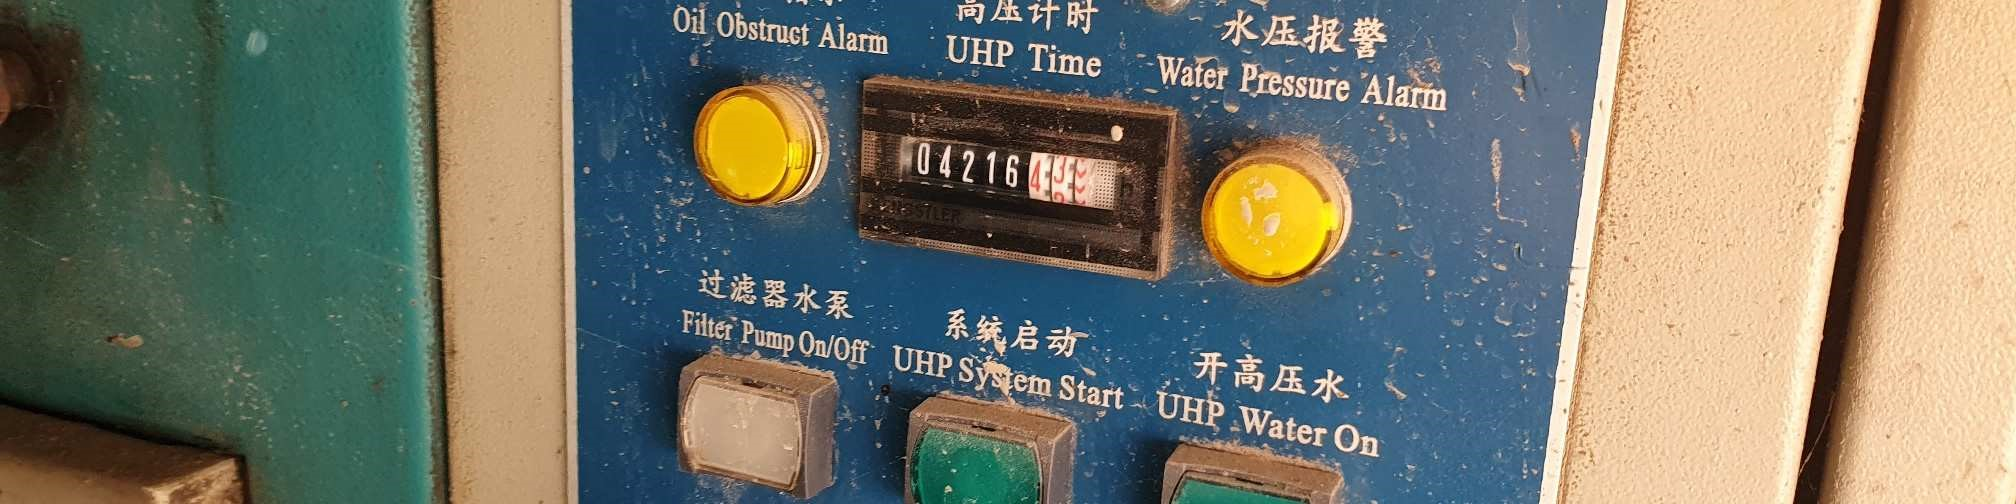 Oil Obstruct Alarm
高压计时
UHP Time
水压报警
Water Pressure Alarm
04216 4
过滤器水泵
Filter Pump On/Off
系统启动
UHP System Start
开高压水
UHP Water On